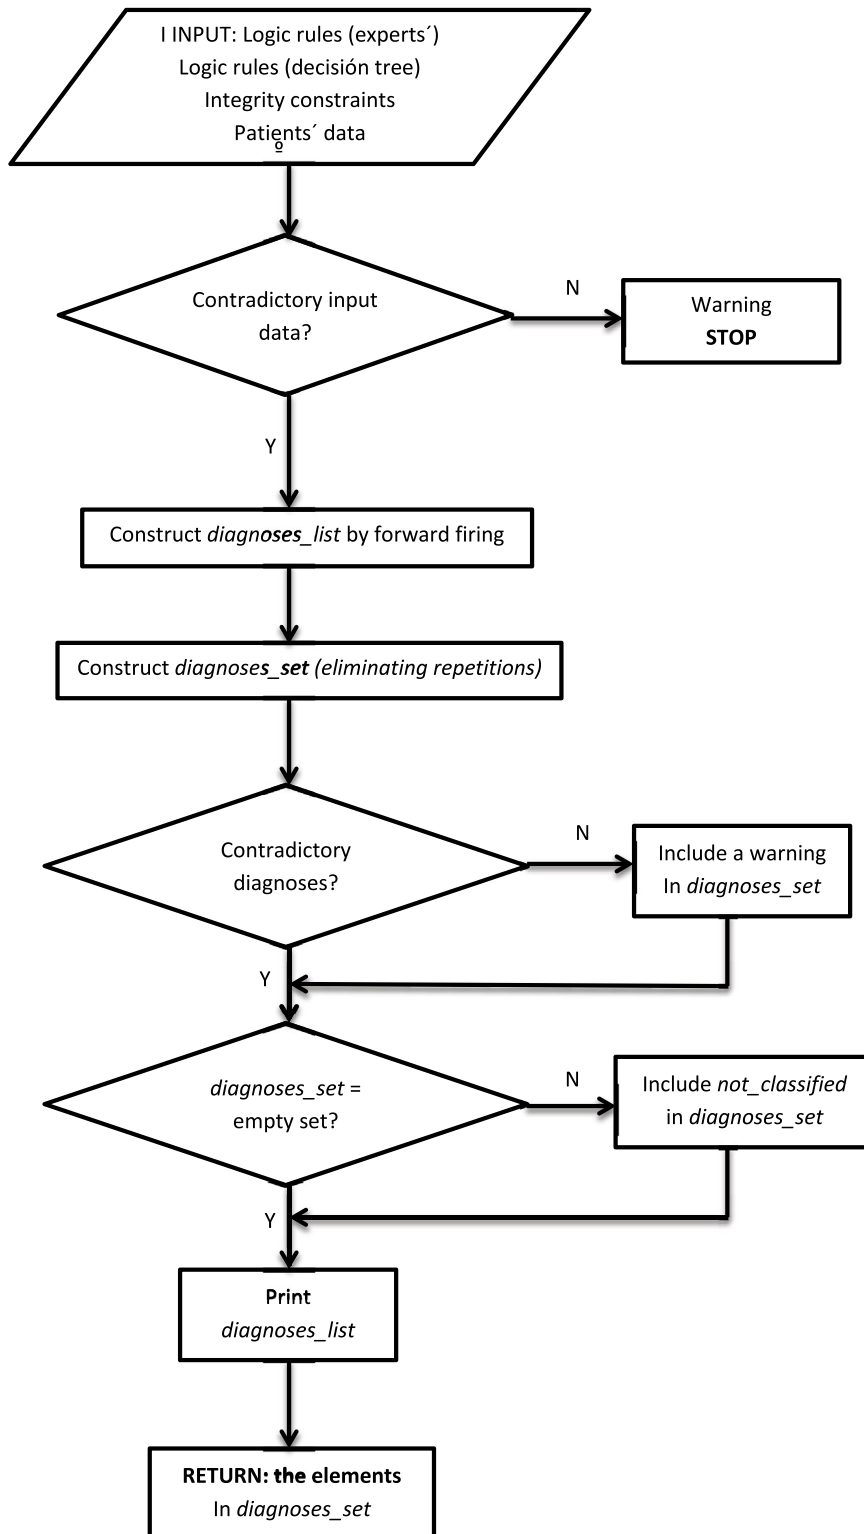 I INPUT: Logic rules (experts´)
Logic rules (decisión tree)
Integrity constraints
Patients´ data
º
Contradictory input
data?
N
Warning
STOP
Y
Construct diagnoses_list by forward firing
Construct diagnoses_set (eliminating repetitions)
Contradictory
diagnoses?
N
Include a warning
In diagnoses_set
Y
diagnoses_set =
empty set?
N
Include not_classified
in diagnoses_set
Y
Print
diagnoses_list
RETURN: the elements
In diagnoses_set